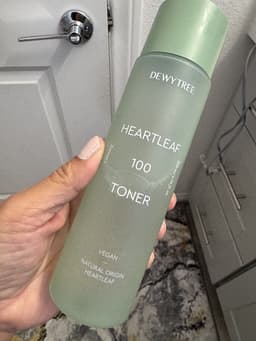 DEWYTREE
HEARTLEAF
100
TONER
VEGAN
NATURAL ORIGIN
HEARTLEAF